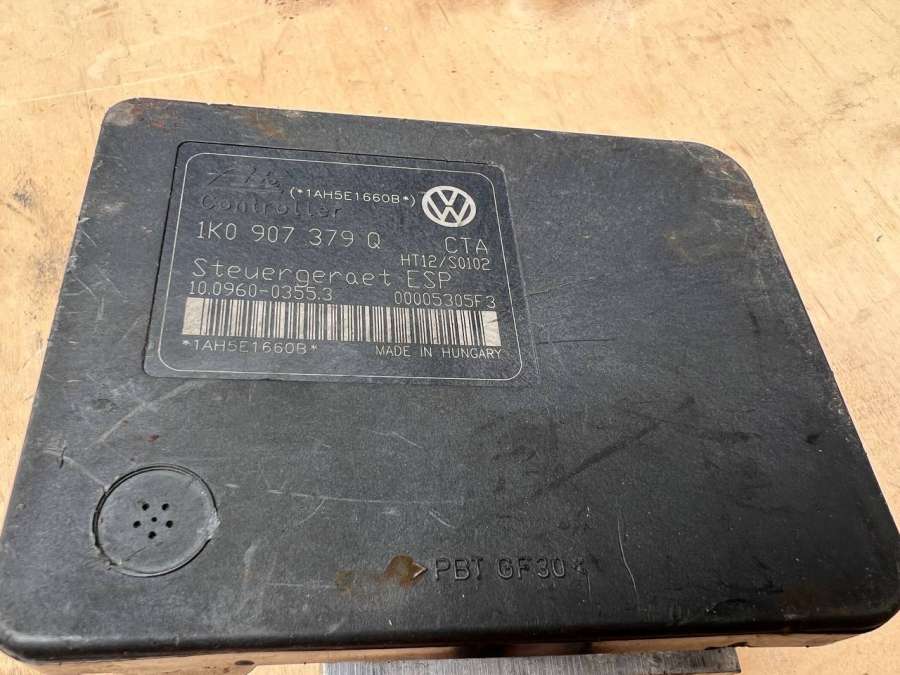 (*1AH5E1660B*)
Controller
1K0 907 379 Q CTA
HT12/S0102
Steuergeraet ESP
10.0960-0355.3 00005305F3
*1AH5E1660B* MADE IN HUNGARY
>PBT GF30<